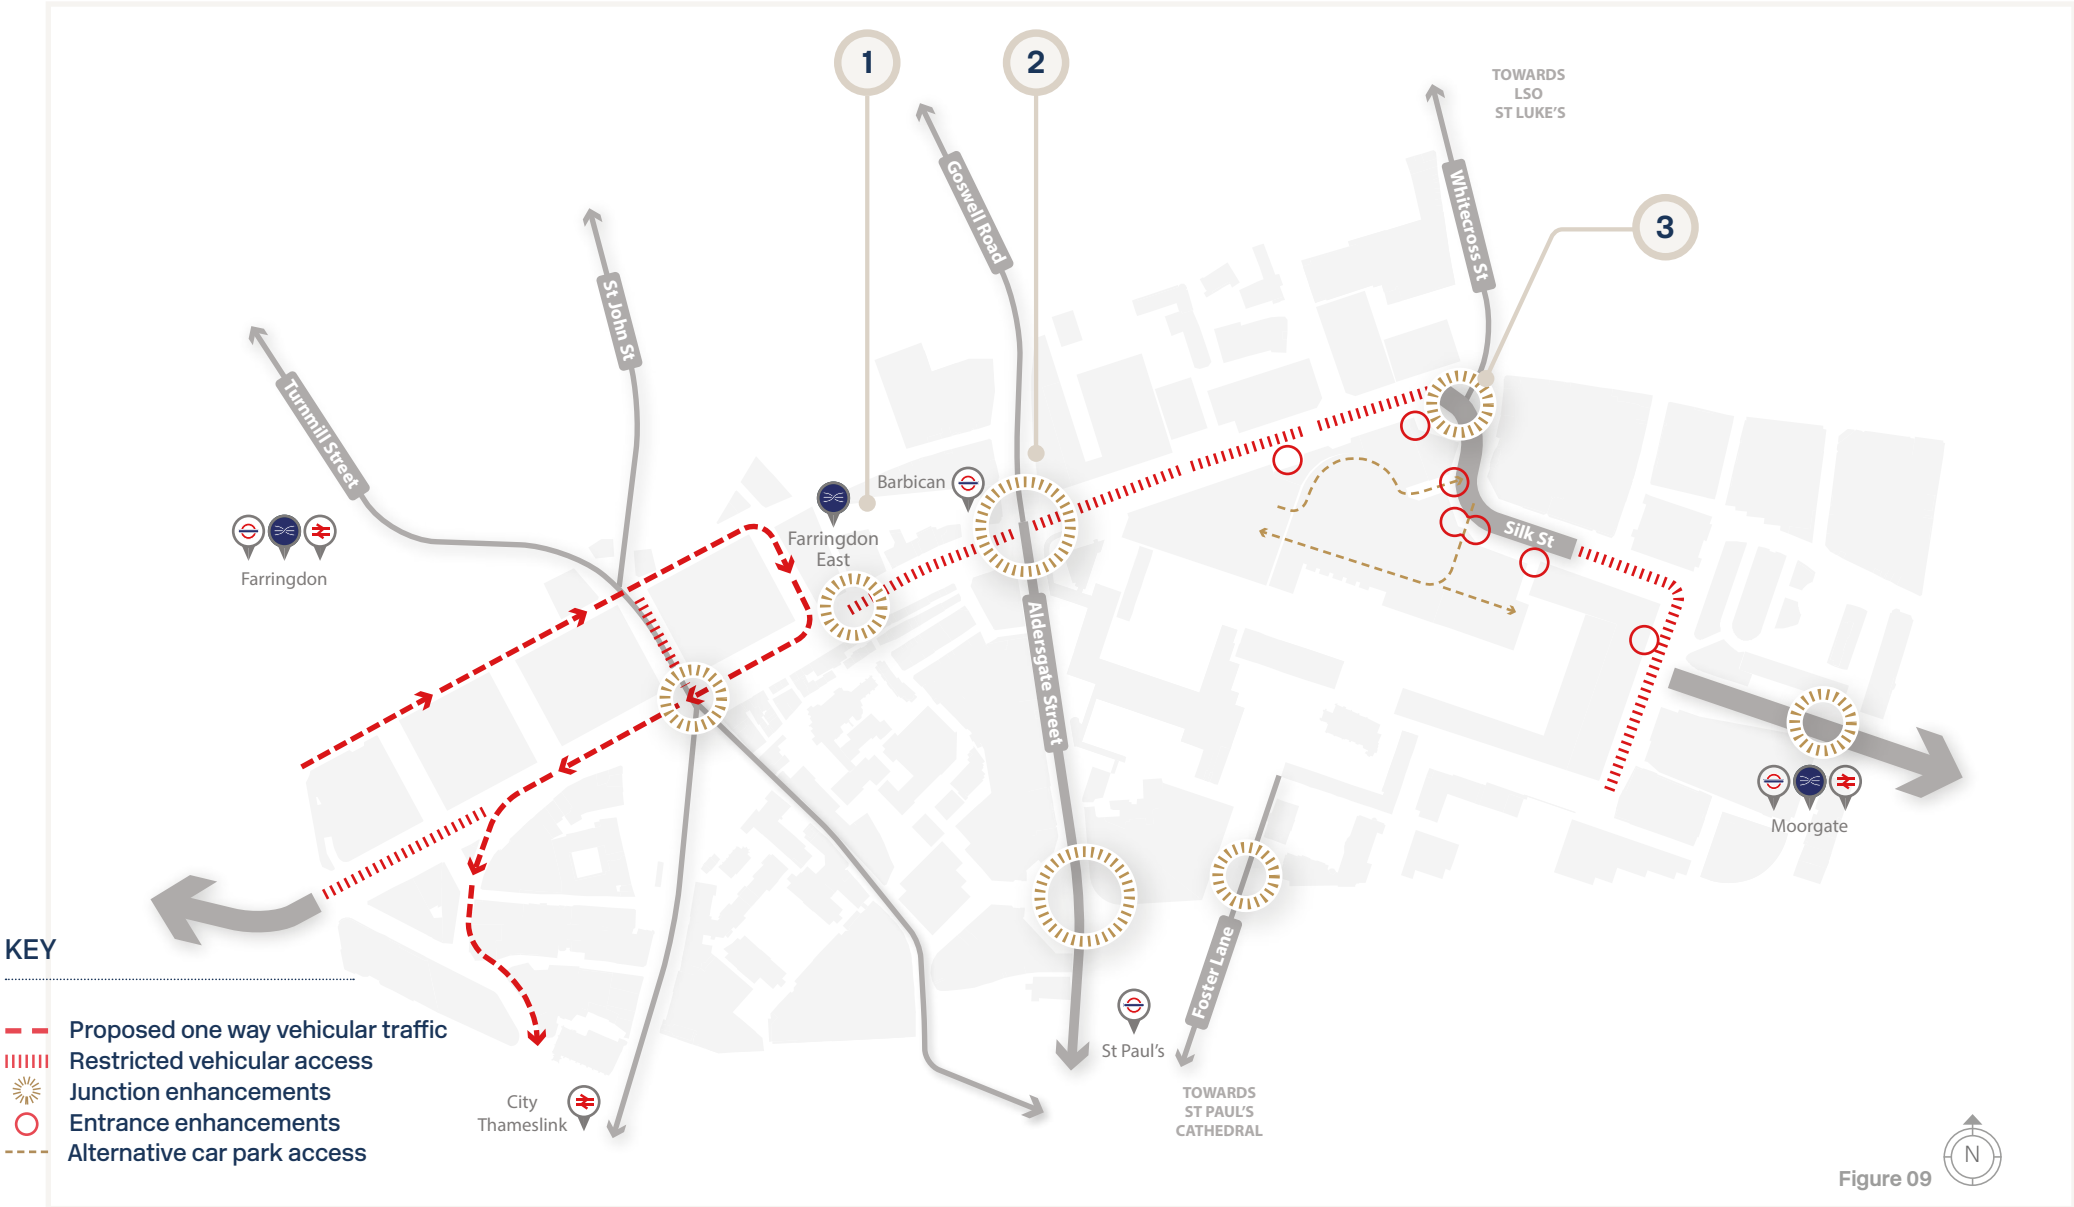 1
2
3
TOWARDS
LSO
ST LUKE'S
Goswell Road
Whitecross St
St John St
Turnmill Street
Barbican
Farringdon
East
Farringdon
Silk St
Aldersgate Street
Moorgate
Foster Lane
St Paul's
TOWARDS
ST PAUL'S
CATHEDRAL
City
Thameslink
KEY
Proposed one way vehicular traffic
Restricted vehicular access
Junction enhancements
Entrance enhancements
Alternative car park access
N
Figure 09